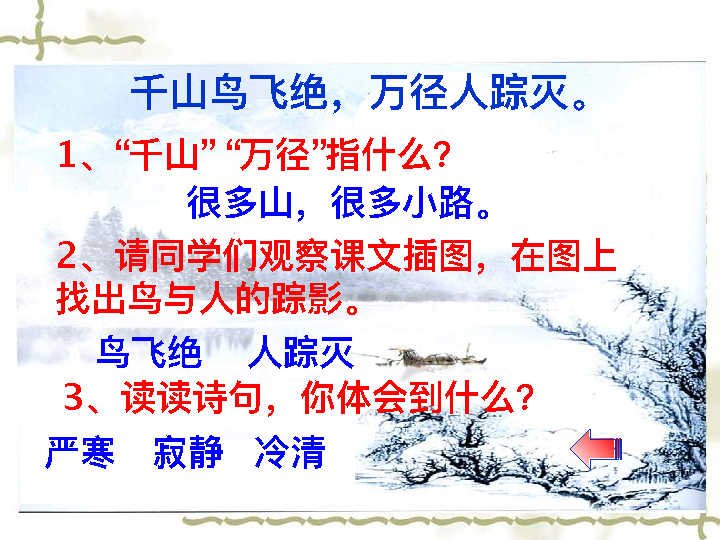 千山鸟飞绝，万径人踪灭。
1、“千山” “万径”指什么？
很多山，很多小路。
2、请同学们观察课文插图，在图上
找出鸟与人的踪影。
鸟飞绝 人踪灭
3、读读诗句，你体会到什么？
严寒 寂静 冷清